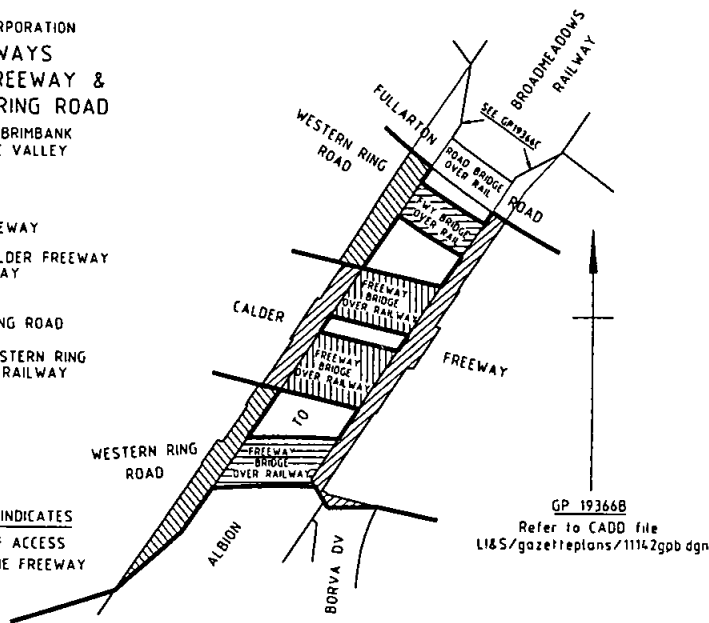 RPORATION
WAYS
REEWAY &
RING ROAD
BRIMBANK
E VALLEY
EWAY
LDER FREEWAY
AY
NG ROAD
STERN RING
RAILWAY
INDICATES
F ACCESS
HE FREEWAY
BROADMEADOWS
RAILWAY
SEE GP19366C
FULLARTON
ROAD
WESTERN RING
ROAD
ROAD BRIDGE
OVER RAIL
FWY BRIDGE
OVER RAIL
FREEWAY
BRIDGE
OVER RAILWAY
CALDER
FREEWAY
FREEWAY
BRIDGE
OVER RAILWAY
TO
WESTERN RING
ROAD
FREEWAY
BRIDGE
OVER RAILWAY
ALBION
BORVA DV
GP 19366B
Refer to CADD file
LI&S/gazetteplans/11142gpb dgn